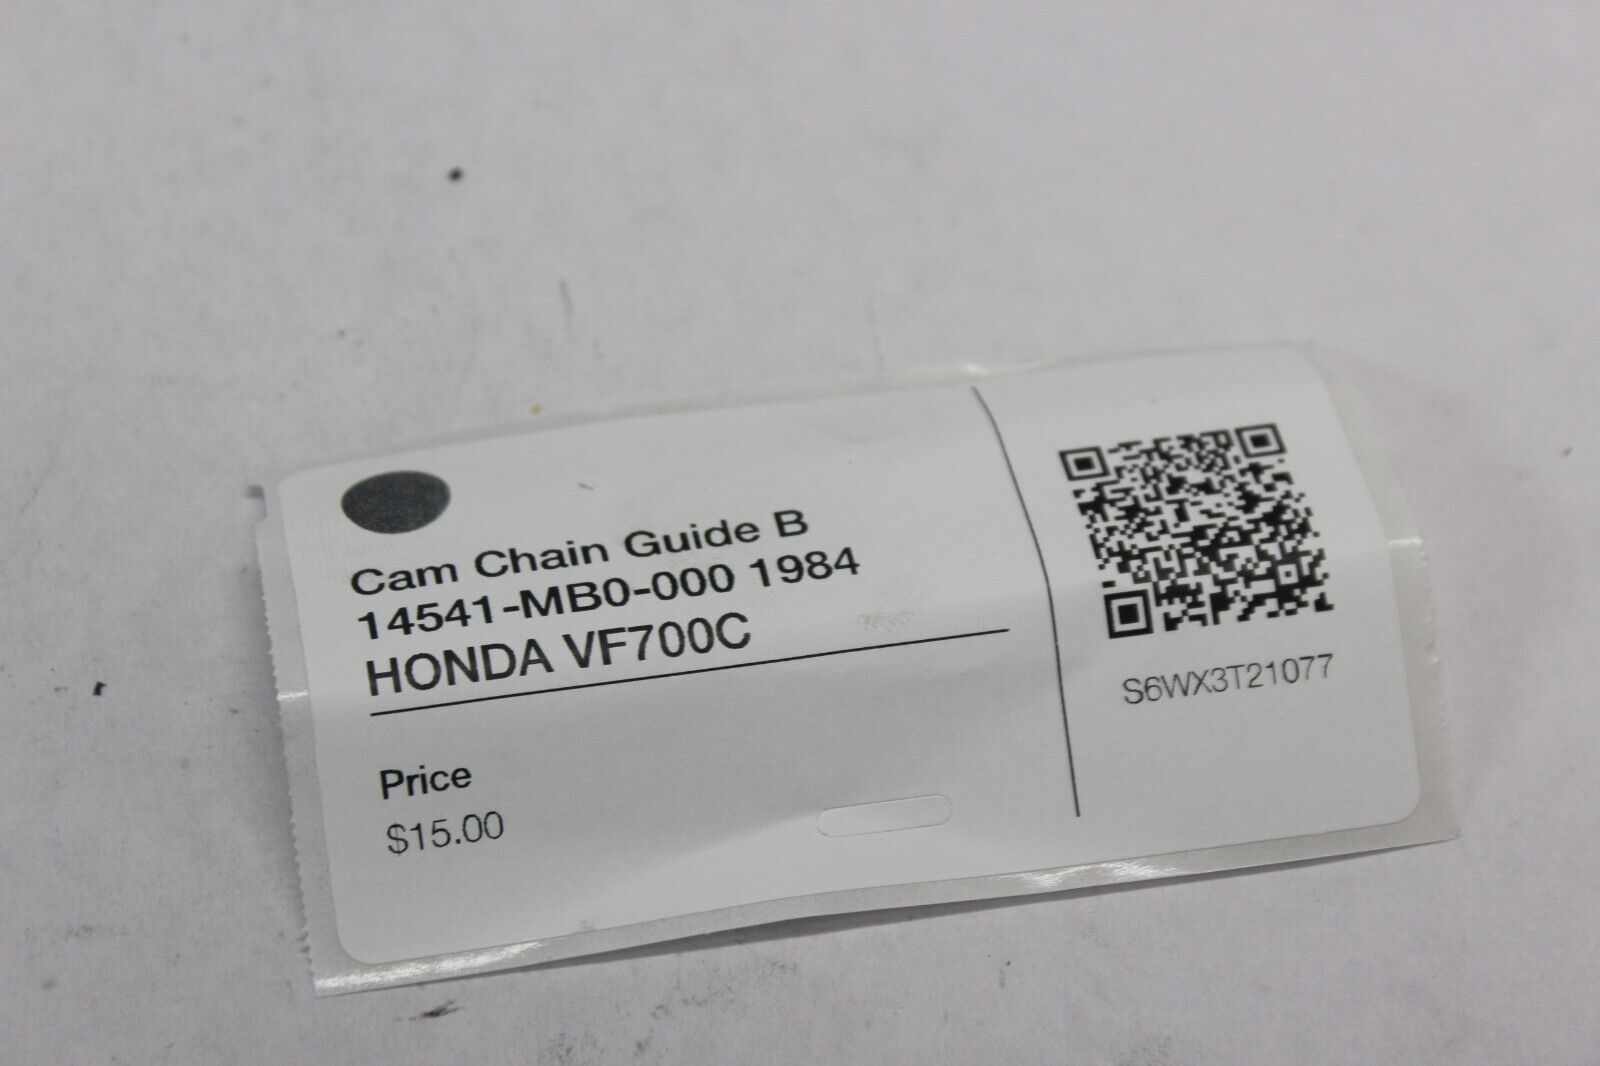 Cam Chain Guide B
14541-MB0-000 1984
HONDA VF700C
Price
$15.00
S6WX3T21077